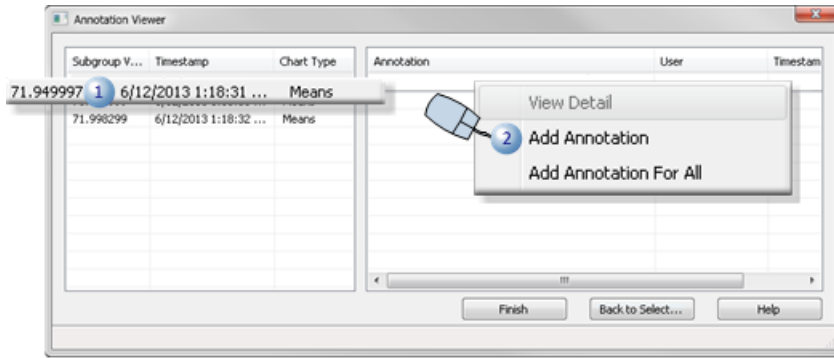 Annotation Viewer
Subgroup V... Timestamp Chart Type Annotation User Timestam
71.949997 1 6/12/2013 1:18:31 ... Means
71.998299 6/12/2013 1:18:32 ... Means
View Detail
2 Add Annotation
Add Annotation For All
Finish Back to Select... Help